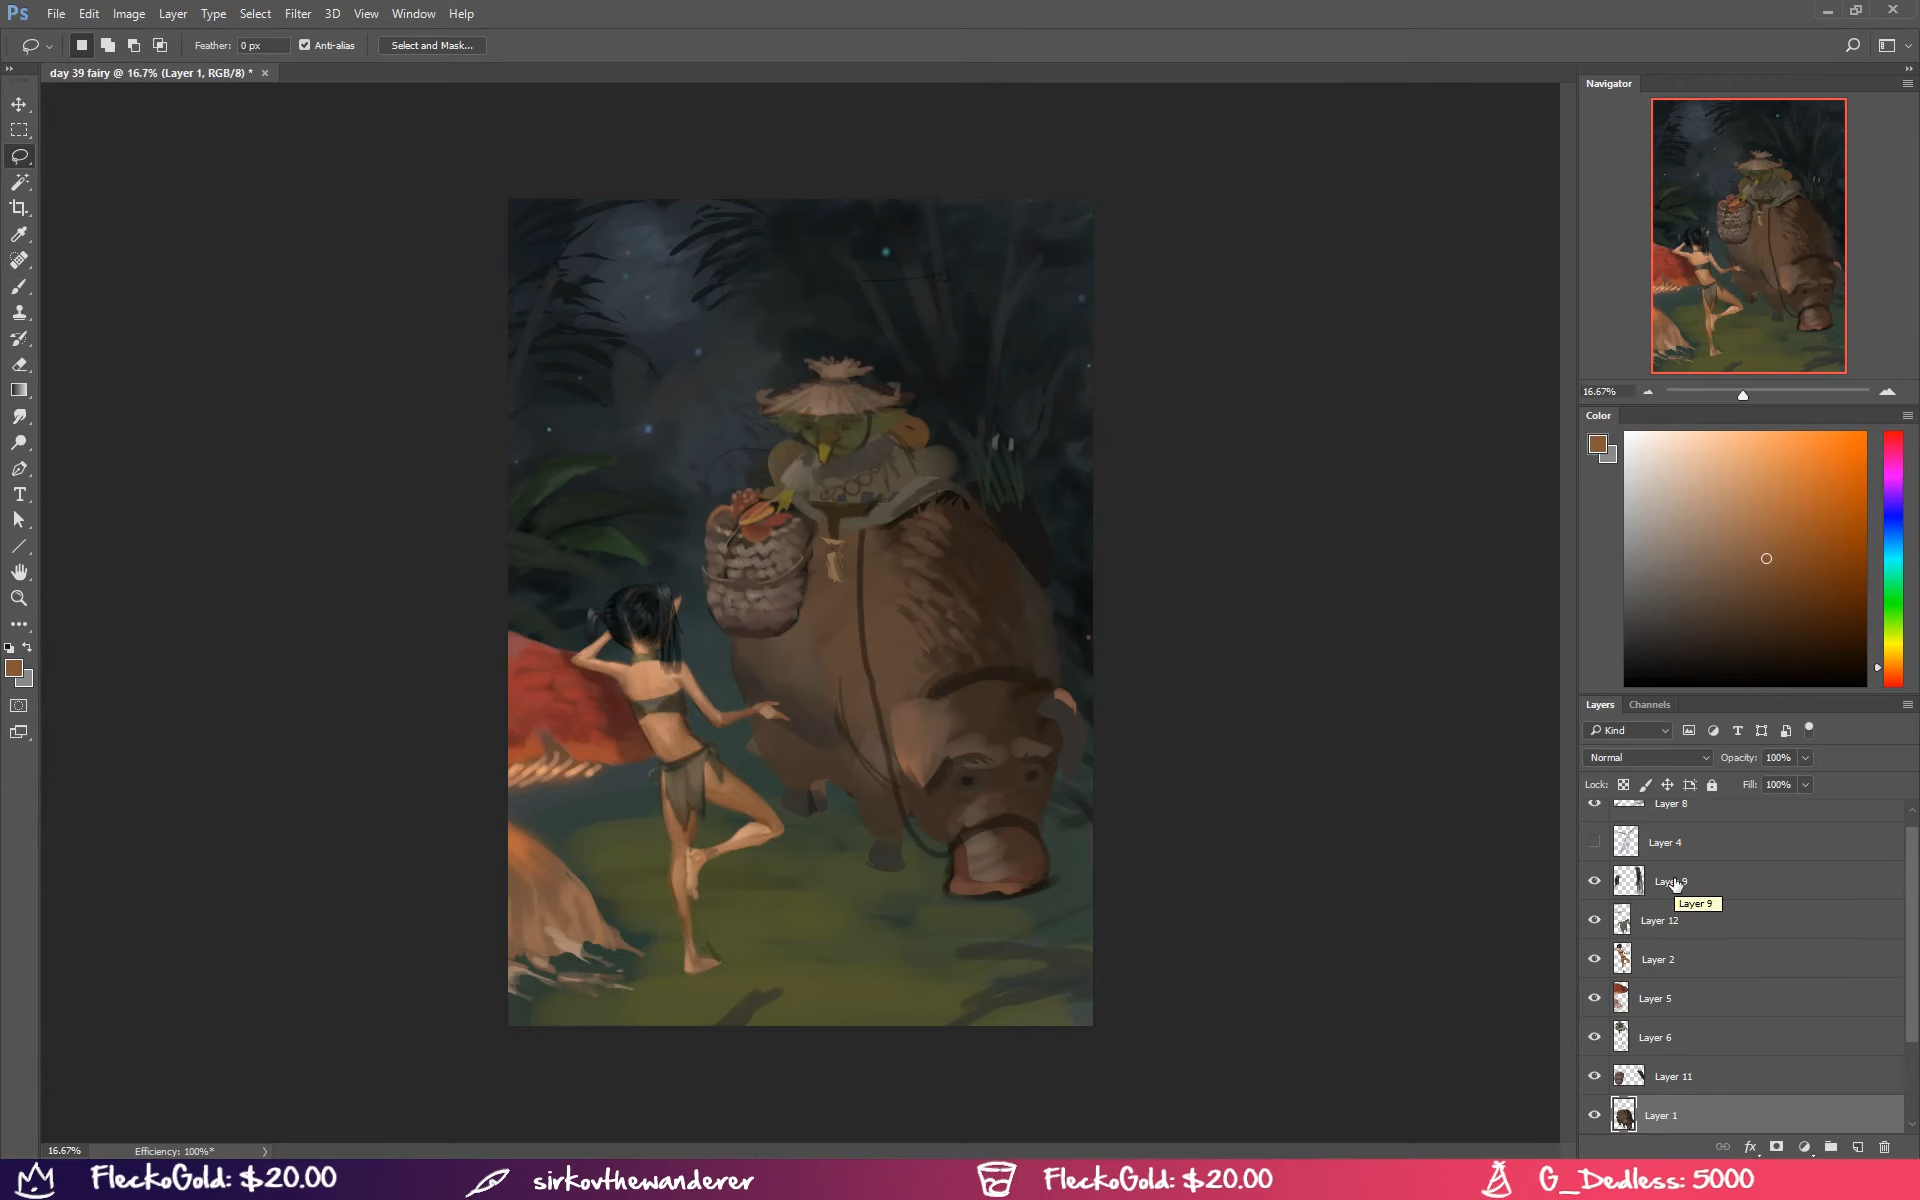 Ps File Edit Image Layer Type Select Filter 3D View Window Help
Feather: 0 px Anti-alias Select and Mask...
day 39 fairy @ 16.7% (Layer 1, RGB/8) *
Navigator
16.67%
Color
Layers Channels
Kind
Normal Opacity: 100%
Lock: Fill: 100%
Layer 8
Layer 4
Layer 9
Layer 9
Layer 12
Layer 2
Layer 5
Layer 6
Layer 11
Layer 1
16.67% Efficiency: 100%*
FleckoGold: $20.00 sirkovthewanderer FleckoGold: $20.00 G_Dedless: 5000